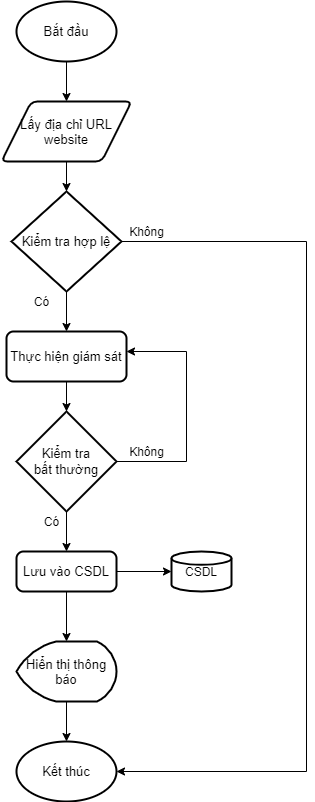 Bắt đầu
Lấy địa chỉ URL
website
Kiểm tra hợp lệ
Không
Có
Thực hiện giám sát
Kiểm tra
bất thường
Không
Có
Lưu vào CSDL
CSDL
Hiển thị thông
báo
Kết thúc